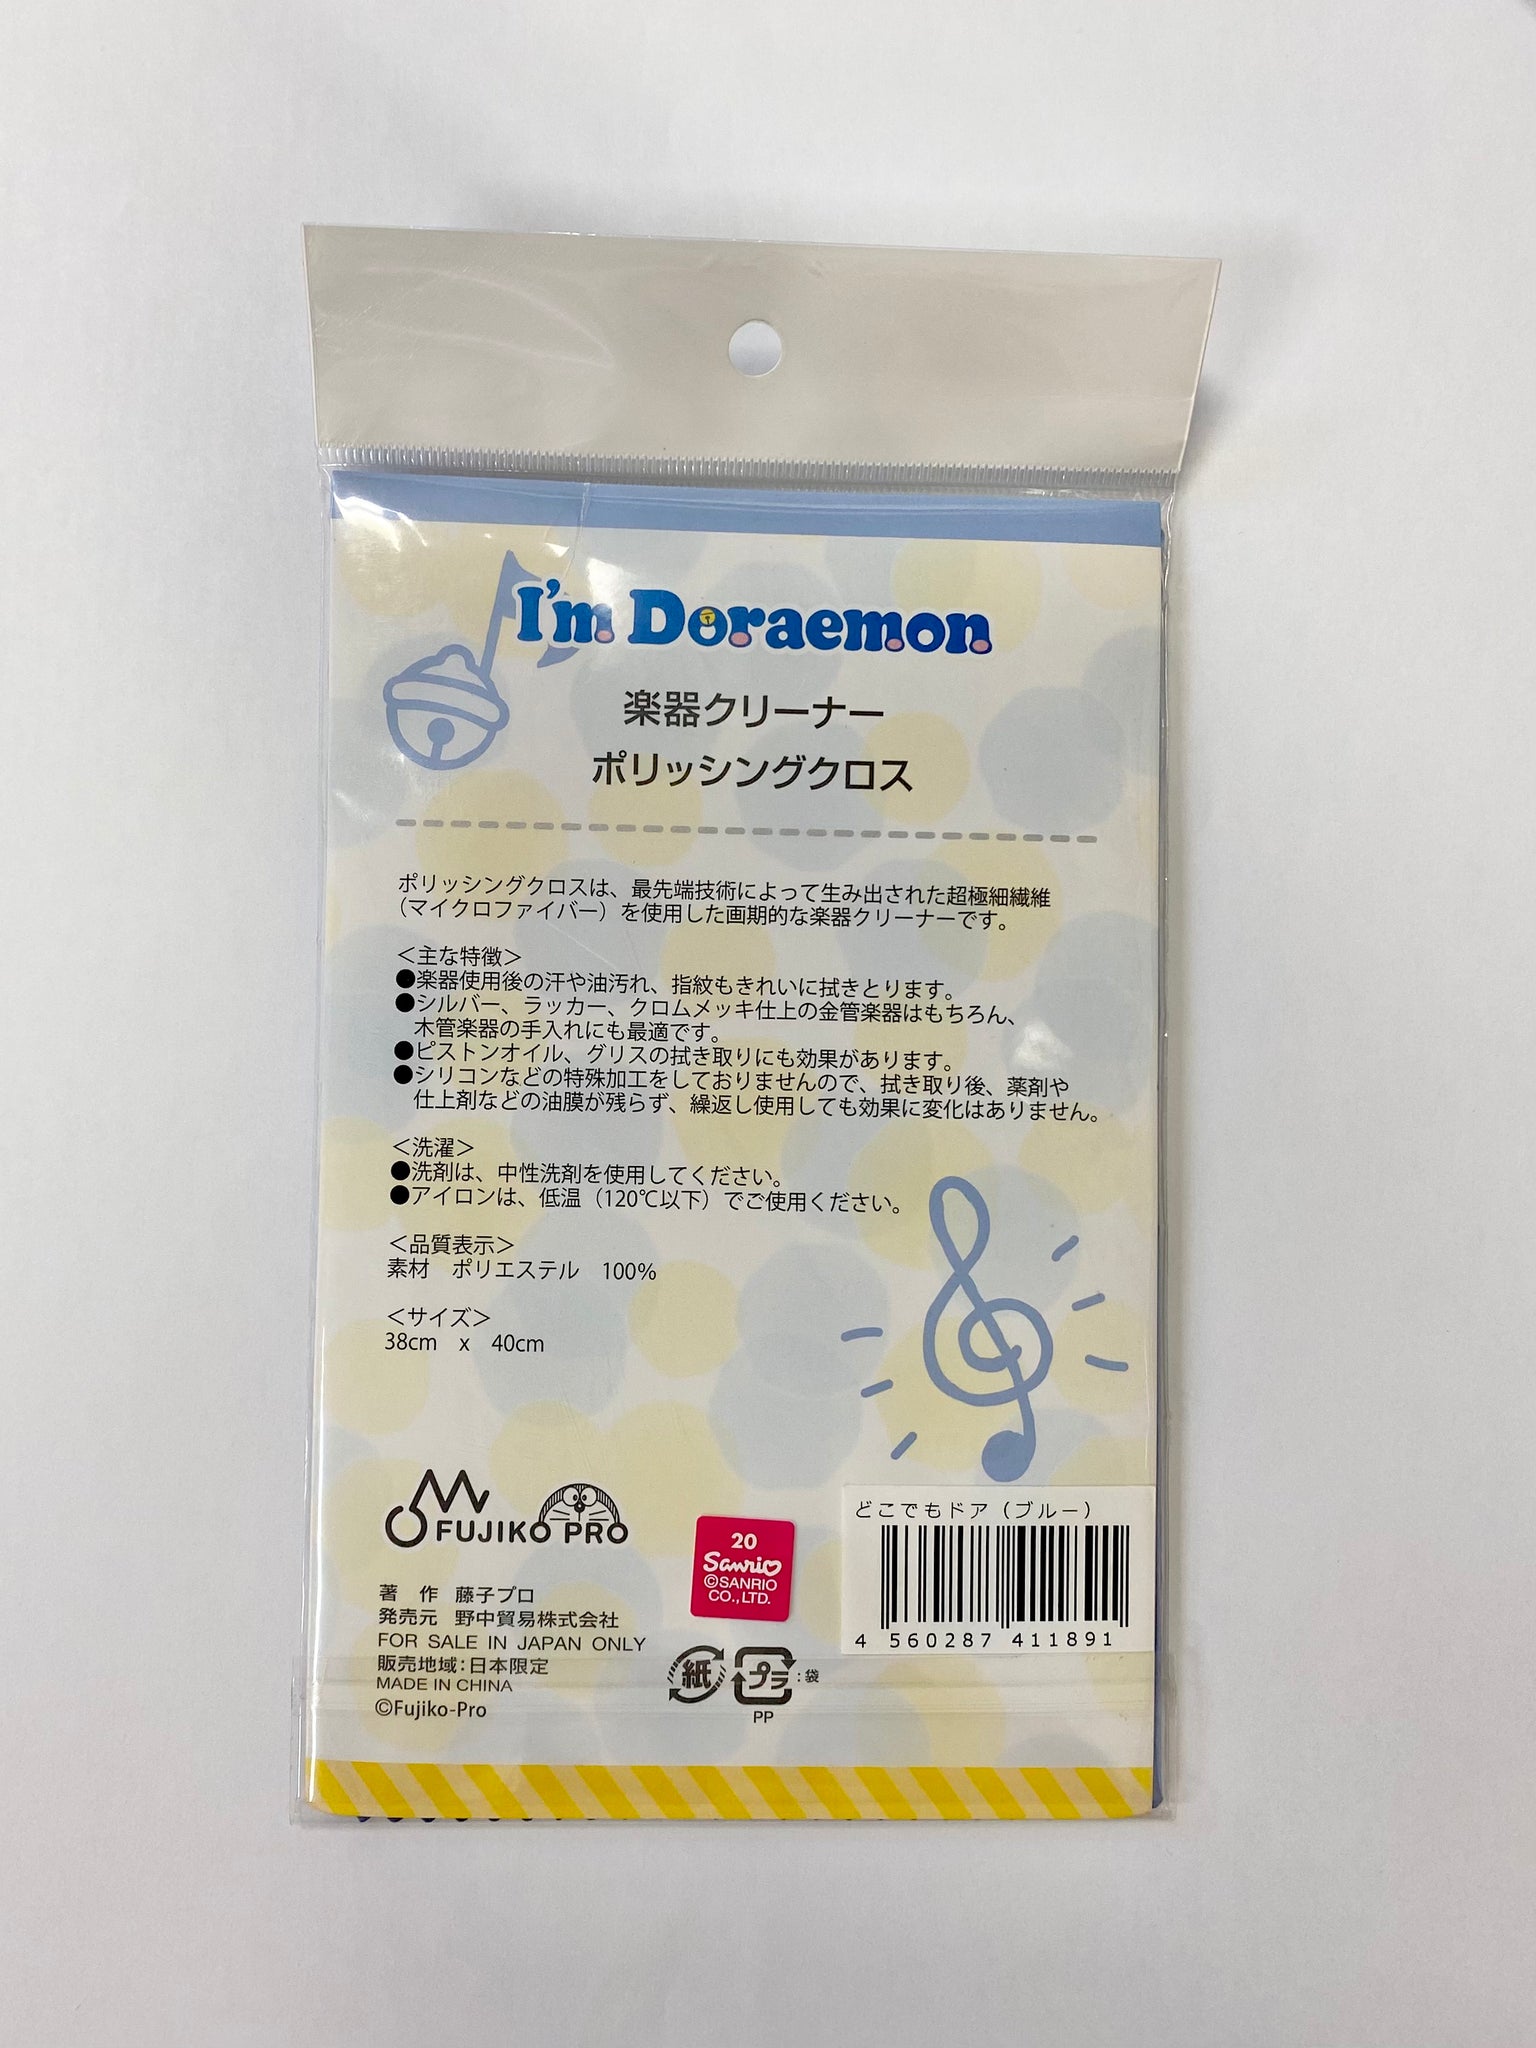 I'm Doraemon
楽器クリーナー
ポリッシングクロス
ポリッシングクロスは、最先端技術によって生み出された超極細繊維
（マイクロファイバー）を使用した画期的な楽器クリーナーです。
＜主な特徴＞
●楽器使用後の汗や油汚れ、指紋もきれいに拭きとります。
●シルバー、ラッカー、クロムメッキ仕上の金管楽器はもちろん、
木管楽器の手入れにも最適です。
●ピストンオイル、グリスの拭き取りにも効果があります。
●シリコンなどの特殊加工をしておりませんので、拭き取り後、薬剤や
仕上剤などの油膜が残らず、繰返し使用しても効果に変化はありません。
＜洗濯＞
●洗剤は、中性洗剤を使用してください。
●アイロンは、低温（120℃以下）でご使用ください。
＜品質表示＞
素材　ポリエステル　100%
＜サイズ＞
38cm　x　40cm
FUJIKO PRO
著　作　藤子プロ
発売元　野中貿易株式会社
FOR SALE IN JAPAN ONLY
販売地域：日本限定
MADE IN CHINA
©Fujiko-Pro
20
Sanrio
©SANRIO
CO.,LTD.
紙
プラ
：袋
PP
どこでもドア（ブルー）
4 560287 411891